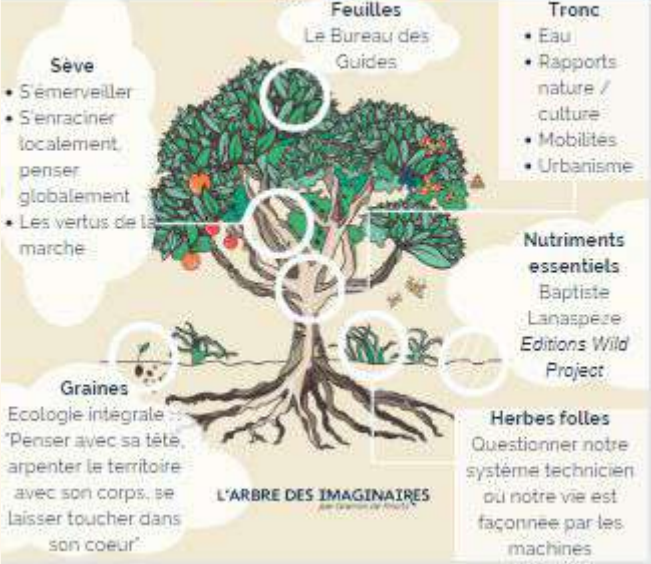 Feuilles
Le Bureau des
Guides
Tronc
• Eau
• Rapports
nature /
culture
• Mobilités
• Urbanisme
Sève
• S'émerveiller
• S'enraciner
localement,
penser
globalement
• Les vertus de la
marche
Nutriments
essentiels
Baptiste
Lanaspeze
Editions Wild
Project
Graines
Ecologie intégrale :
"Penser avec sa tête,
arpenter le territoire
avec son corps, se
laisser toucher dans
son coeur"
Herbes folles
Questionner notre
système technicien
où notre vie est
façonnée par les
machines
L'ARBRE DES IMAGINAIRES